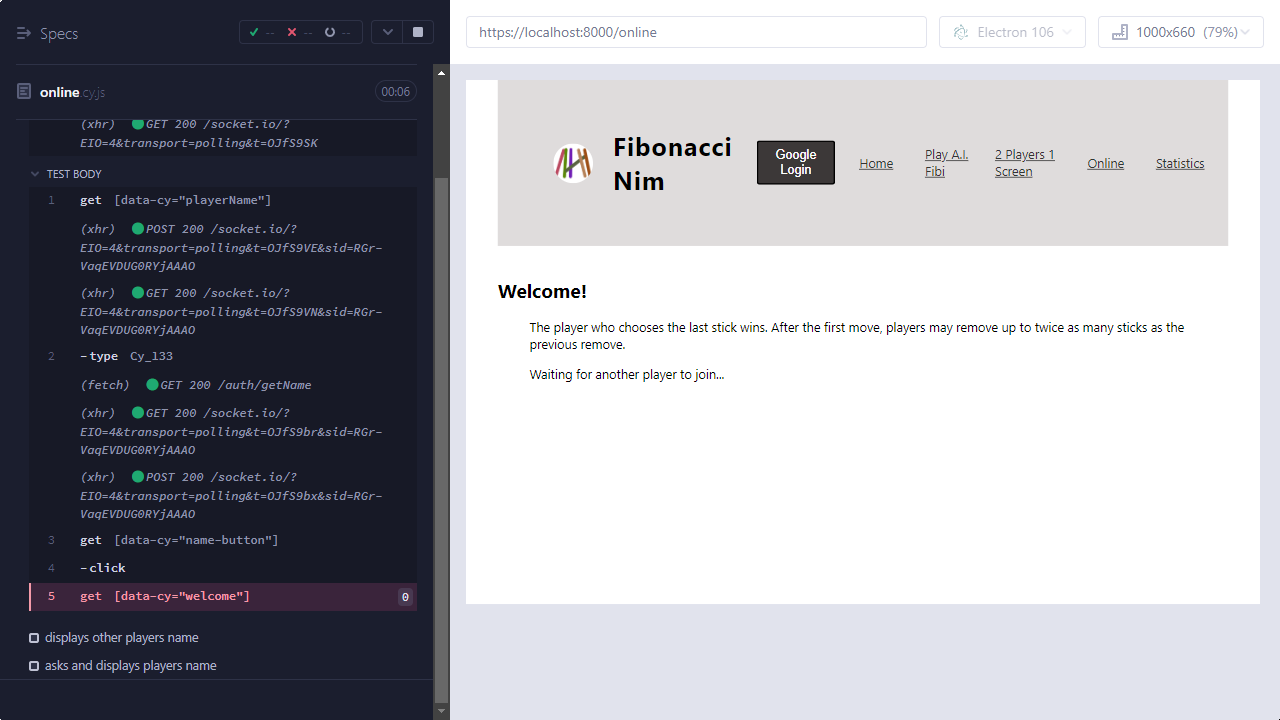 Specs
--
--
--
https://localhost:8000/online
Electron 106
1000x660 (79%)
online.cy.js
00:06
(xhr) GET 200 /socket.io/?
EIO=4&transport=polling&t=OJfS9SK
TEST BODY
1 get [data-cy="playerName"]
(xhr) POST 200 /socket.io/?
EIO=4&transport=polling&t=OJfS9VE&sid=RGr-
VaqEVDUG0RYjAAAO
(xhr) GET 200 /socket.io/?
EIO=4&transport=polling&t=OJfS9VN&sid=RGr-
VaqEVDUG0RYjAAAO
2 -type Cy_133
(fetch) GET 200 /auth/getName
(xhr) GET 200 /socket.io/?
EIO=4&transport=polling&t=OJfS9br&sid=RGr-
VaqEVDUG0RYjAAAO
(xhr) POST 200 /socket.io/?
EIO=4&transport=polling&t=OJfS9bx&sid=RGr-
VaqEVDUG0RYjAAAO
3 get [data-cy="name-button"]
4 -click
5 get [data-cy="welcome"] 0
displays other players name
asks and displays players name
Fibonacci
Nim
Google
Login
Home
Play A.I.
Fibi
2 Players 1
Screen
Online
Statistics
Welcome!
The player who chooses the last stick wins. After the first move, players may remove up to twice as many sticks as the
previous remove.
Waiting for another player to join...